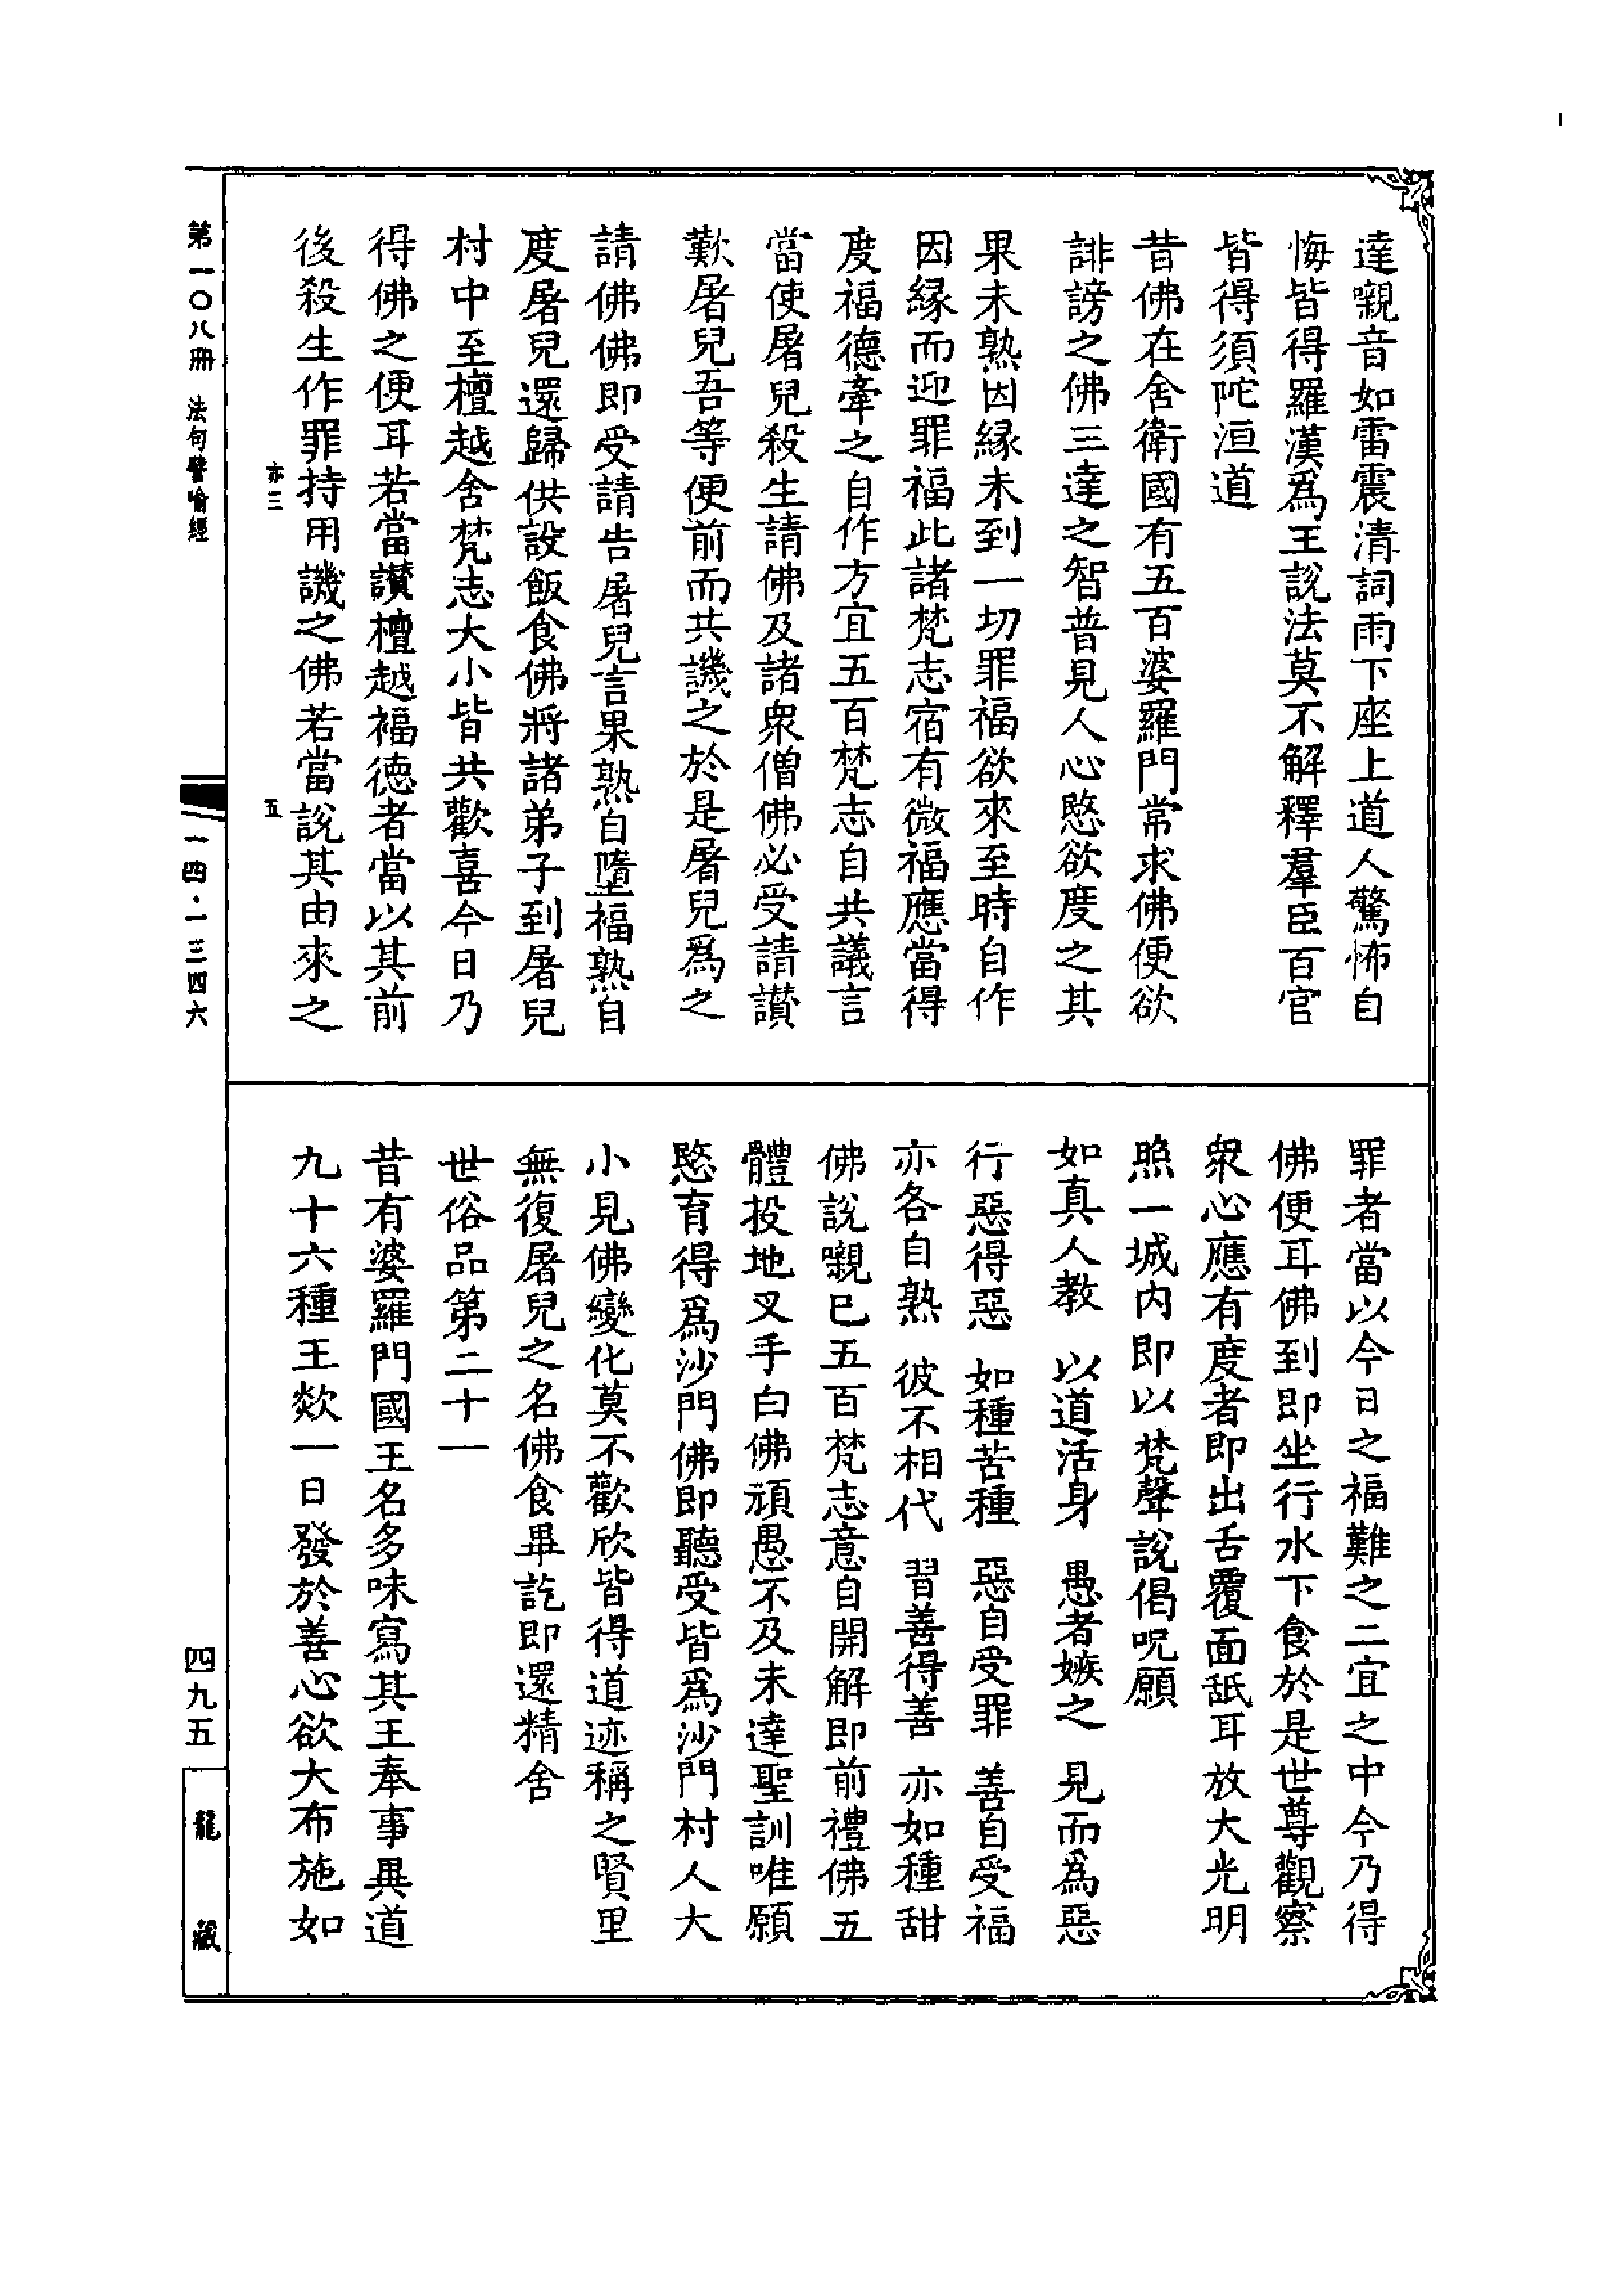 達嚫音如雷震清詞雨下座上道人驚怖自
悔皆得羅漢爲王說法莫不解釋羣臣百官
皆得須陀洹道
昔佛在舍衛國有五百婆羅門常求佛便欲
誹謗之佛三達之智普見人心愍欲度之其
果未熟因緣未到一切罪福欲來至時自作
因緣而迎罪福此諸梵志宿有微福應當得
度福德牽之自作方宜五百梵志自共議言
當使屠兒殺生請佛及諸衆僧佛必受請讃
歎屠兒吾等便前而共譏之於是屠兒爲之
請佛佛即受請告屠兒言果熟自墮福熟自
度屠兒還歸供設飯食佛將諸弟子到屠兒
村中至檀越舍梵志大小皆共歡喜今日乃
得佛之便耳若當讃檀越福德者當以其前
後殺生作罪持用譏之佛若當說其由來之
罪者當以今日之福難之二宜之中今乃得
佛便耳佛到即坐行水下食於是世尊觀察
衆心應有度者即出舌覆面舐耳放大光明
照一城内即以梵聲說偈呪願
如真人教　以道活身　愚者嫉之　見而爲惡
行惡得惡　如種苦種　惡自受罪　善自受福
亦各自熟　彼不相代　習善得善　亦如種甜
佛說嚫已五百梵志意自開解即前禮佛五
體投地叉手白佛頑愚不及未達聖訓唯願
愍育得爲沙門佛即聽受皆爲沙門村人大
小見佛變化莫不歡欣皆得道迹稱之賢里
無復屠兒之名佛食畢訖即還精舍
世俗品第二十一
昔有婆羅門國王名多味寫其王奉事異道
九十六種王欻一日發於善心欲大布施如
亦三
五
第一〇八册　法句譬喻經
一四·一三四六
四九五
龍藏